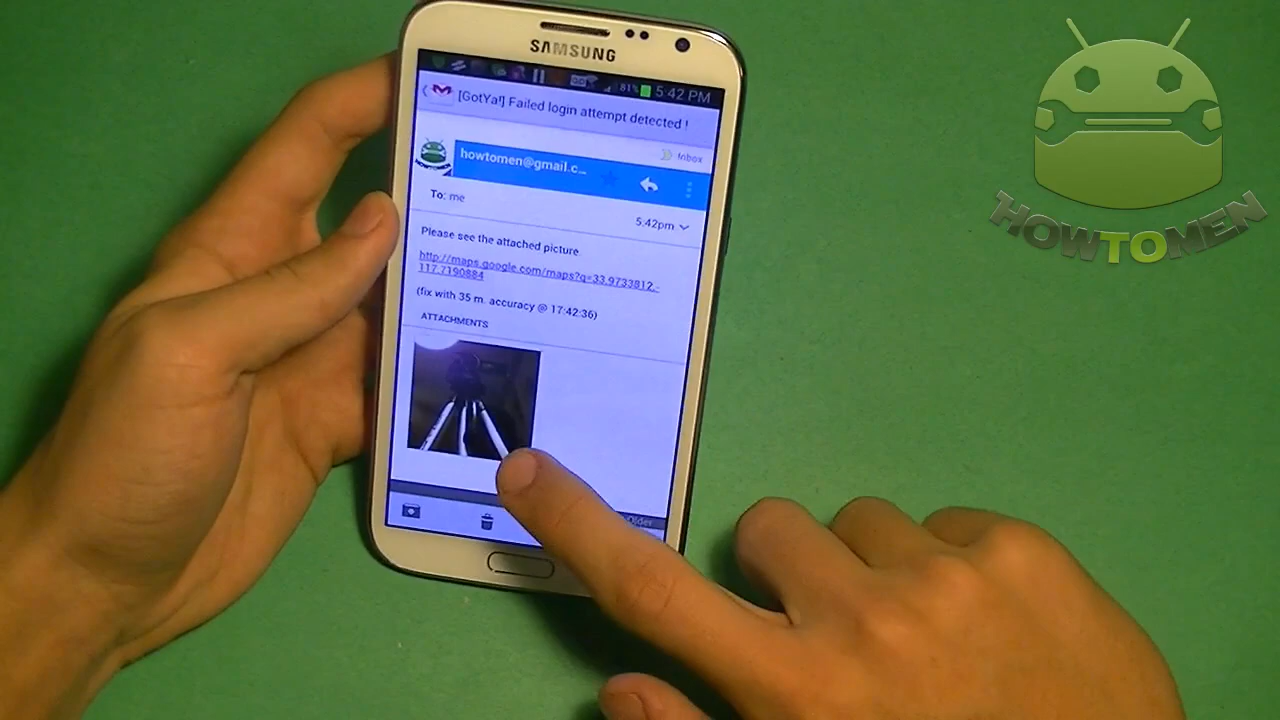 SAMSUNG
81% 5:42 PM
[GotYa!] Failed login attempt detected !
Inbox
howtomen@gmail.c...
To: me
5:42pm
Please see the attached picture
http://maps.google.com/maps?q=33.9733812,-
117.7190884
(fix with 35 m. accuracy @ 17:42:36)
ATTACHMENTS
Older
HOWTOMEN